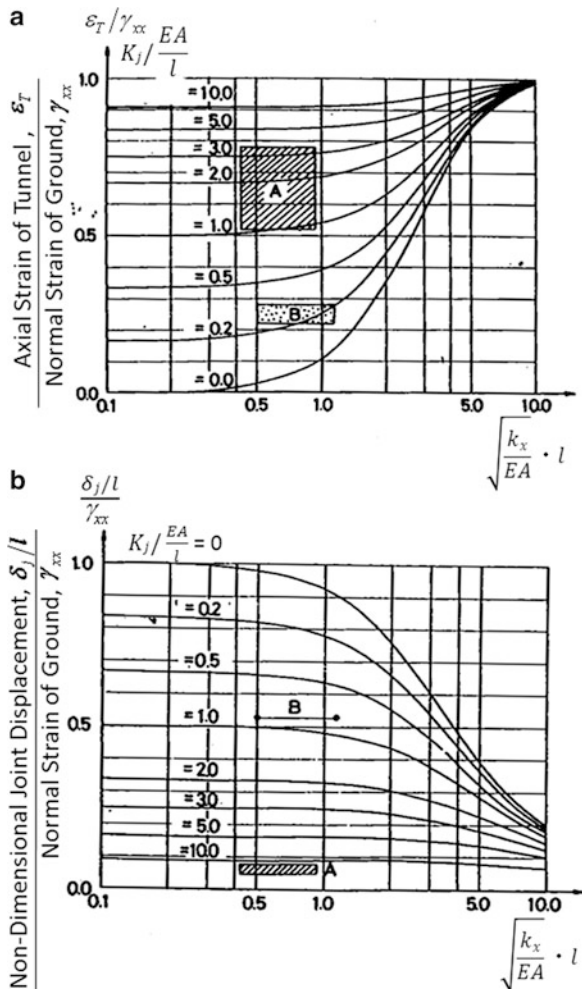 a
ε_T/γ_xx
K_j / EA/l
Axial Strain of Tunnel, ε_T
Normal Strain of Ground, γ_xx
1.0
0.5
0.0
=10.0
=5.0
=3.0
=2.0
A
=1.0
=0.5
=0.2
B
=0.0
0.1
0.5
1.0
5.0
10.0
√(k_x/EA) · l
b
δ_j/l
γ_xx
Non-Dimensional Joint Displacement, δ_j/l
Normal Strain of Ground, γ_xx
K_j / EA/l = 0
1.0
0.5
0.0
=0.2
=0.5
=1.0
B
=2.0
=3.0
=5.0
=10.0
A
0.1
0.5
1.0
5.0
10.0
√(k_x/EA) · l